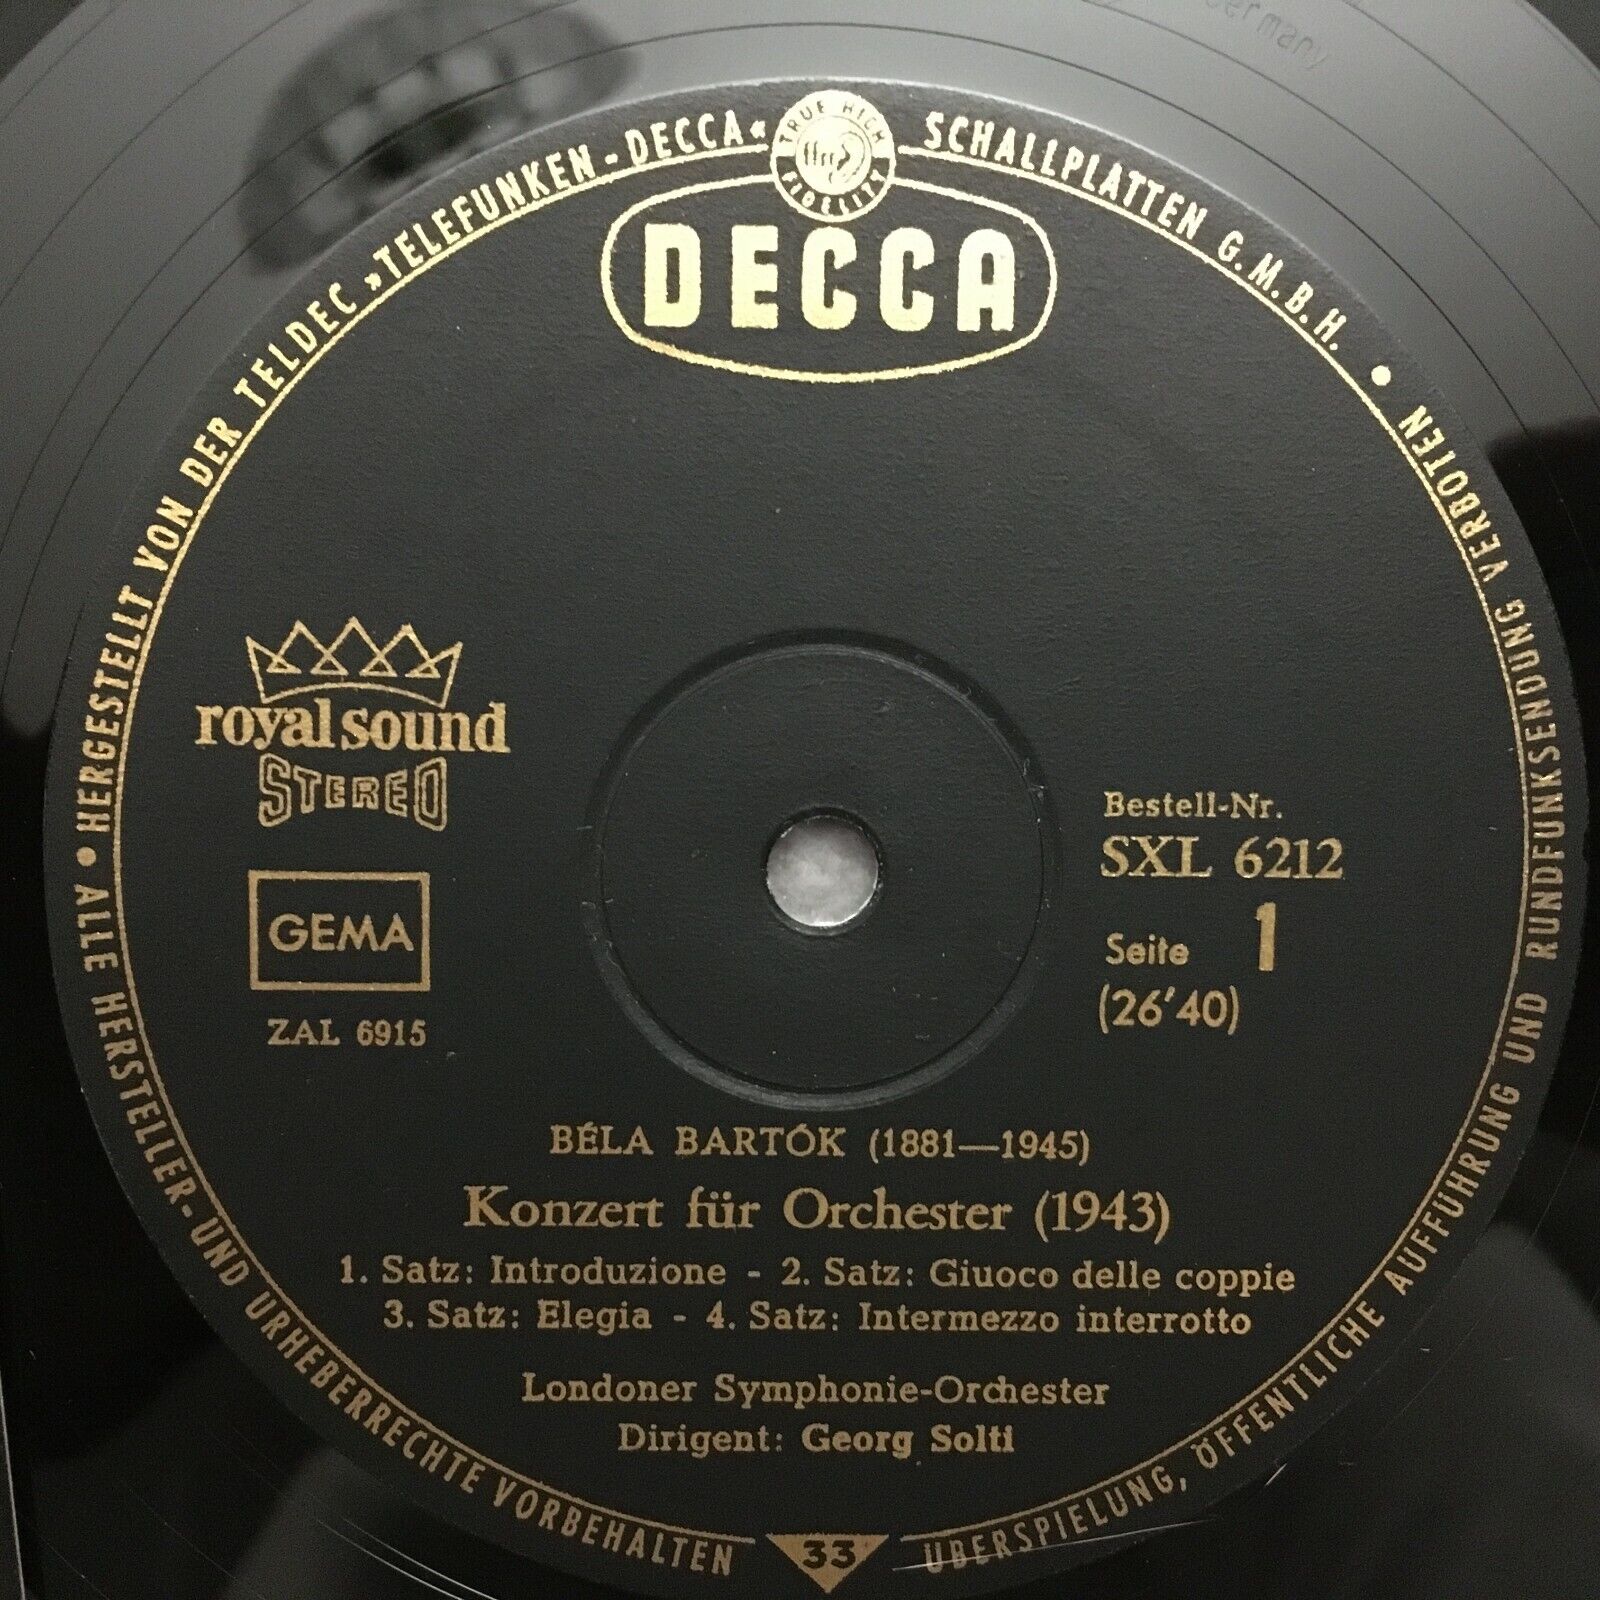 Germany
HERGESTELLT VON DER TELDEC »TELEFUNKEN-DECCA« SCHALLPLATTEN G.M.B.H. •
TRUE HIGH FIDELITY
ffrr
DECCA
royal sound
STEREO
GEMA
ZAL 6915
Bestell-Nr.
SXL 6212
Seite 1
(26′40)
BÉLA BARTÓK (1881—1945)
Konzert für Orchester (1943)
1. Satz: Introduzione - 2. Satz: Giuoco delle coppie
3. Satz: Elegia - 4. Satz: Intermezzo interrotto
Londoner Symphonie-Orchester
Dirigent: Georg Solti
• ALLE HERSTELLER- UND URHEBERRECHTE VORBEHALTEN
33
ÜBERSPIELUNG, ÖFFENTLICHE AUFFÜHRUNG UND RUNDFUNKSENDUNG VERBOTEN